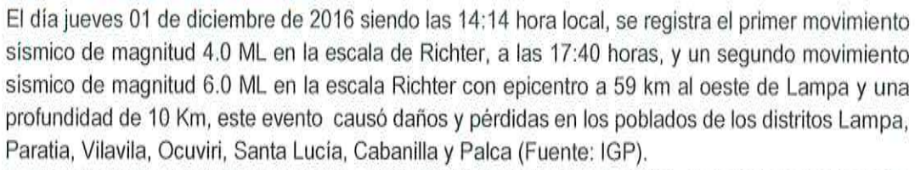 El día jueves 01 de diciembre de 2016 siendo las 14:14 hora local, se registra el primer movimiento
sísmico de magnitud 4.0 ML en la escala de Richter, a las 17:40 horas, y un segundo movimiento
sísmico de magnitud 6.0 ML en la escala Richter con epicentro a 59 km al oeste de Lampa y una
profundidad de 10 Km, este evento causó daños y pérdidas en los poblados de los distritos Lampa,
Paratia, Vilavila, Ocuviri, Santa Lucía, Cabanilla y Palca (Fuente: IGP).